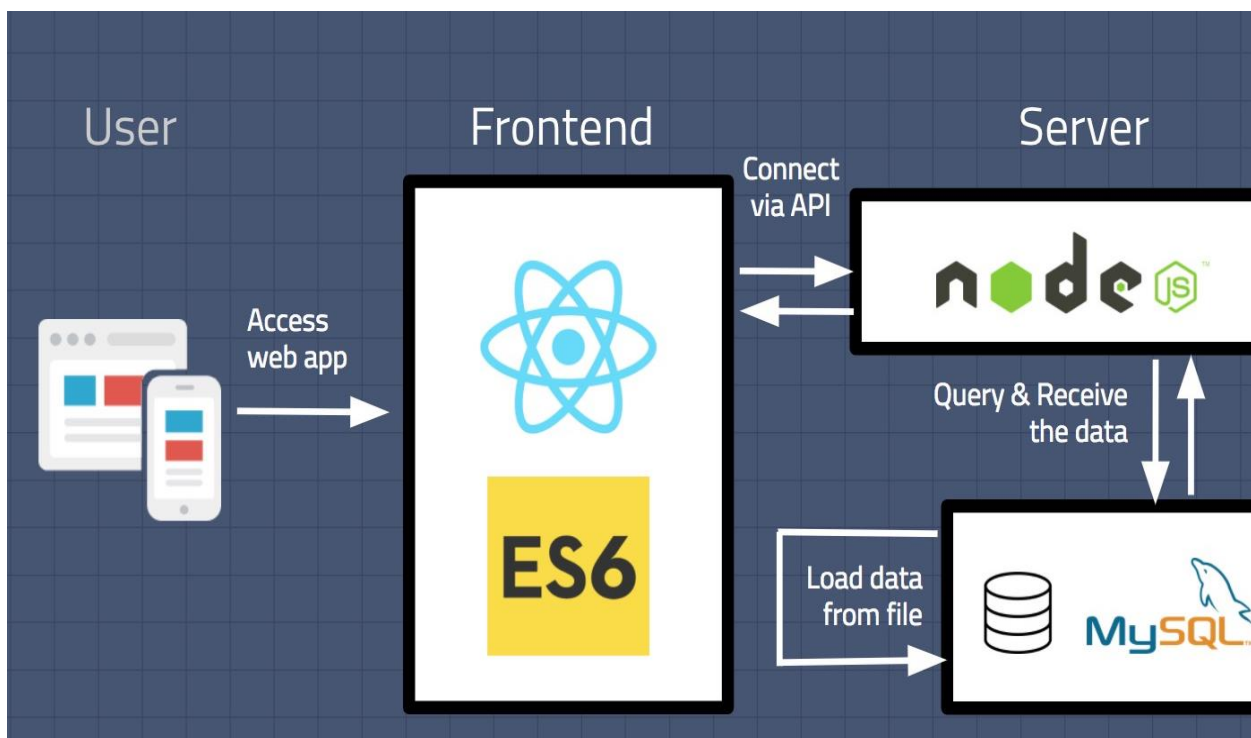 User
Frontend
Server
Connect
via API
node
JS
™
Access
web app
Query & Receive
the data
ES6
Load data
from file
MySQL